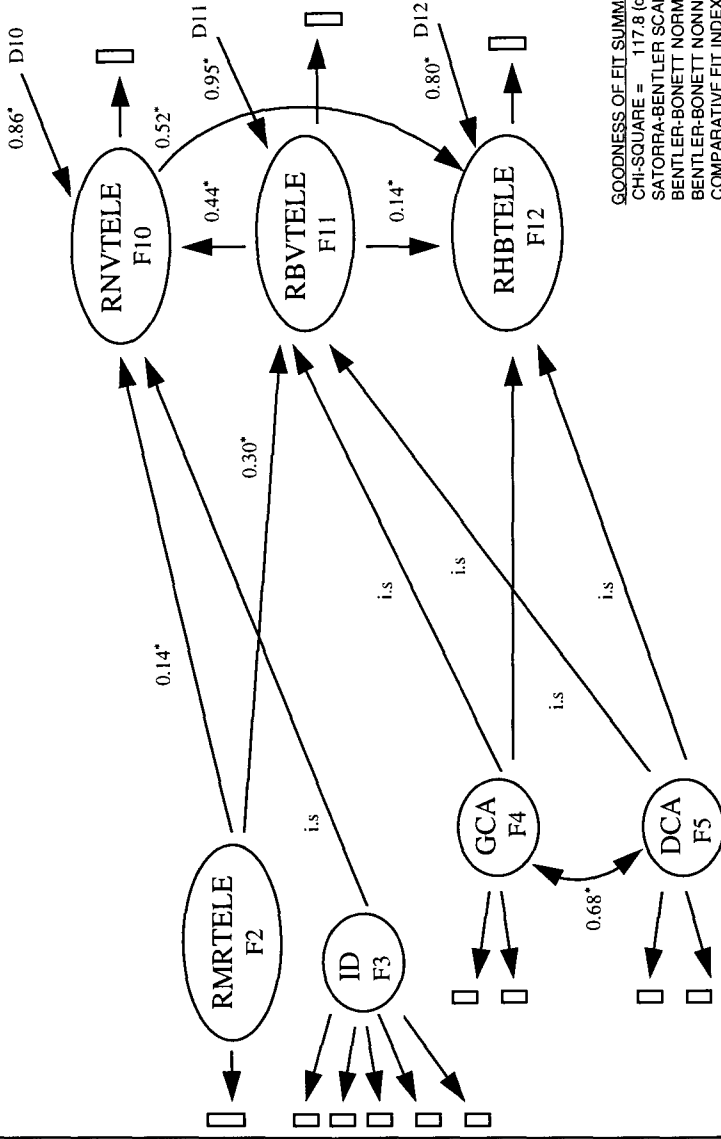 D10
0.86*
RNVTELE
F10
0.52*
D11
0.95*
0.44*
RBVTELE
F11
0.14*
D12
0.80*
RHBTELE
F12
0.14*
0.30*
i.s
i.s
i.s
i.s
i.s
RMRTELE
F2
ID
F3
GCA
F4
0.68*
DCA
F5
GOODNESS OF FIT SUMM
CHI-SQUARE = 117.8 (
SATORRA-BENTLER SCA
BENTLER-BONETT NORM
BENTLER-BONETT NONN
COMPARATIVE FIT INDEX